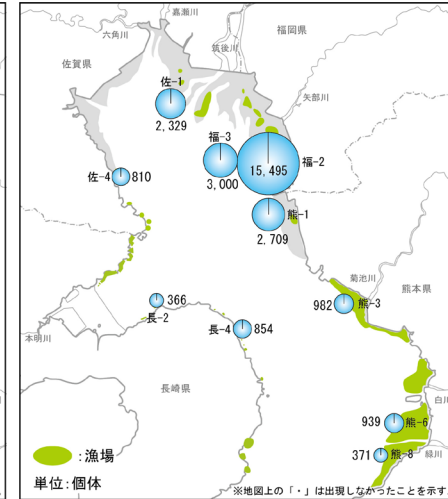 嘉瀬川
六角川
福岡県
筑後川
佐賀県
佐-1
矢部川
2,329
福-3
15,495
福-2
3,000
佐-4
810
熊-1
2,709
菊池川
熊本県
366
982
熊-3
長-2
長-4
854
本明川
長崎県
白川
939
熊-6
371
熊-8
緑川
:漁場
単位:個体
※地図上の「・」は出現しなかったことを示す